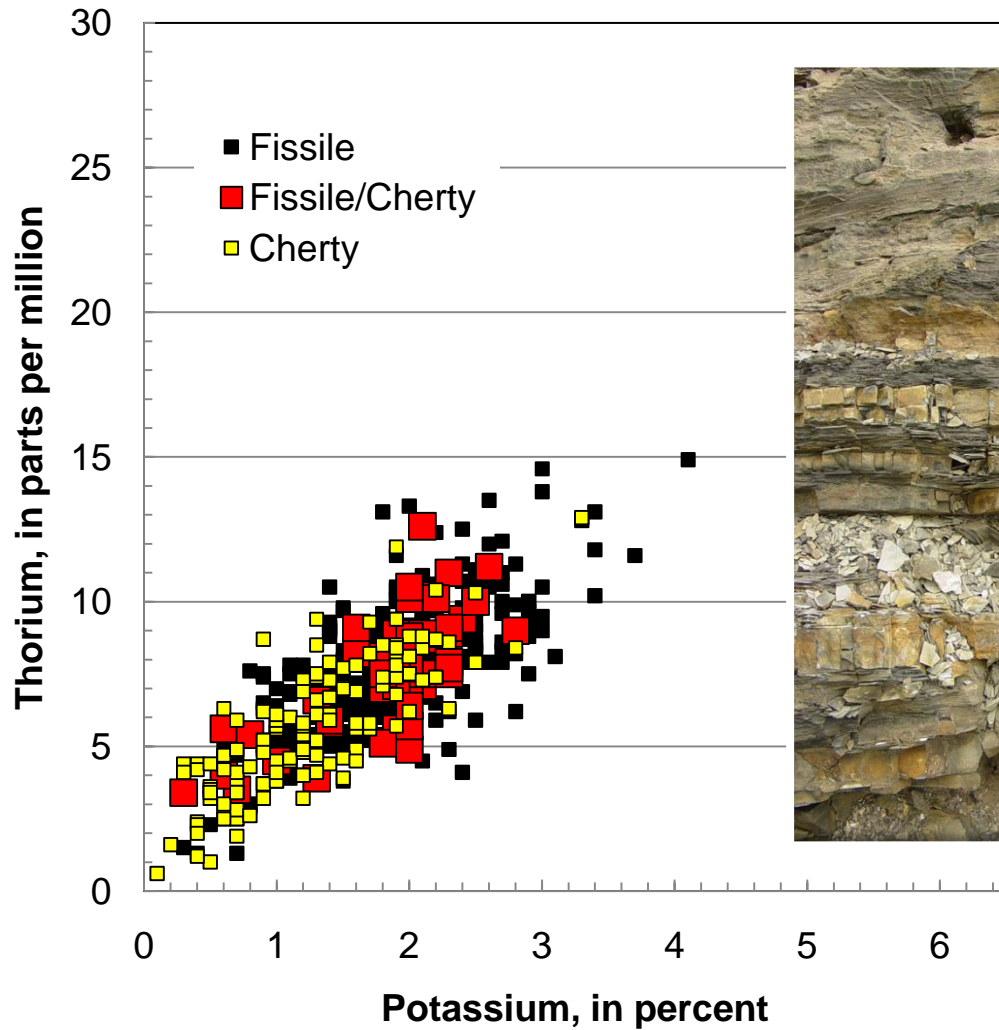 30
25
20
15
10
5
0
Thorium, in parts per million
Fissile
Fissile/Cherty
Cherty
0 1 2 3 4 5 6
Potassium, in percent